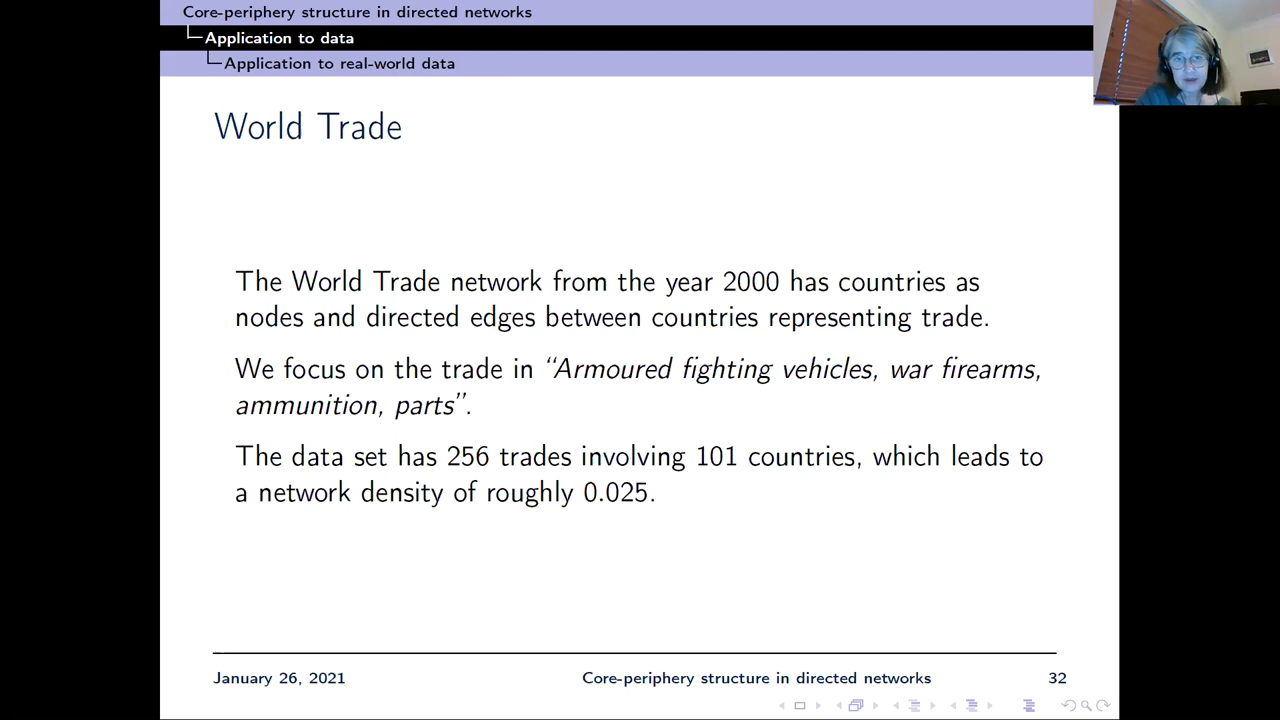 Core-periphery structure in directed networks
Application to data
Application to real-world data
World Trade
The World Trade network from the year 2000 has countries as
nodes and directed edges between countries representing trade.
We focus on the trade in “Armoured fighting vehicles, war firearms,
ammunition, parts”.
The data set has 256 trades involving 101 countries, which leads to
a network density of roughly 0.025.
January 26, 2021 Core-periphery structure in directed networks 32